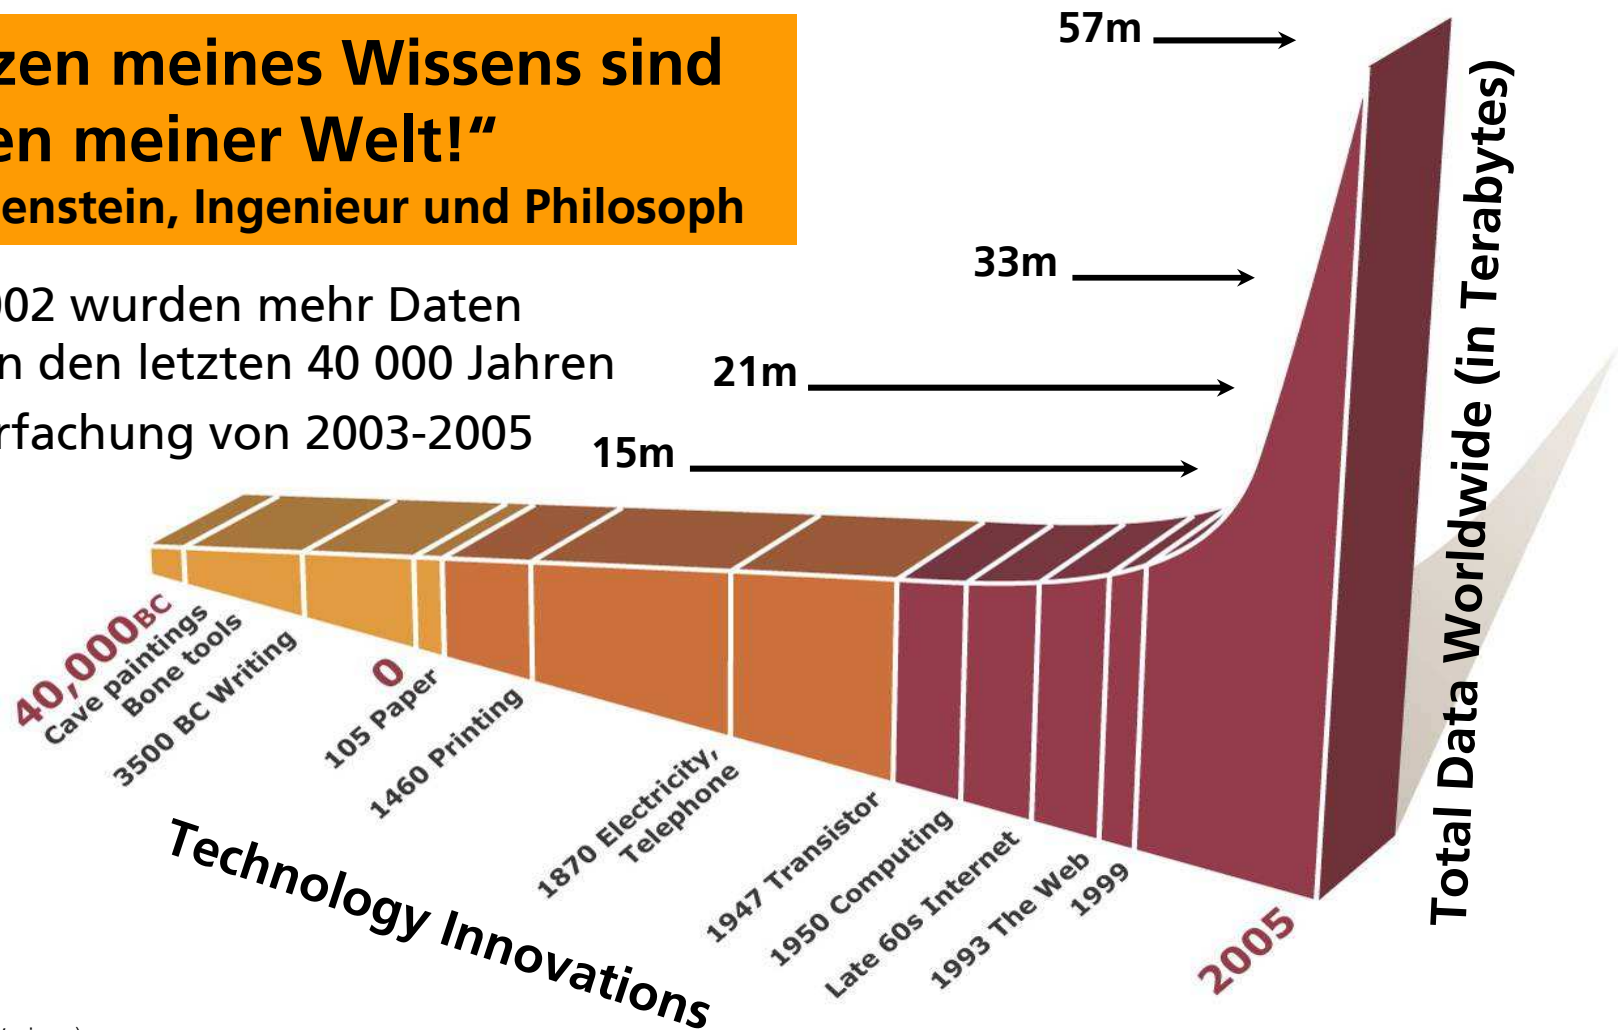 zen meines Wissens sind
en meiner Welt!“
enstein, Ingenieur und Philosoph
002 wurden mehr Daten
n den letzten 40 000 Jahren
rfachung von 2003-2005
57m
33m
21m
15m
Total Data Worldwide (in Terabytes)
40,000BC
Cave paintings
Bone tools
3500 BC Writing
0
105 Paper
1460 Printing
1870 Electricity,
Telephone
1947 Transistor
1950 Computing
Late 60s Internet
1993 The Web
1999
2005
Technology Innovations